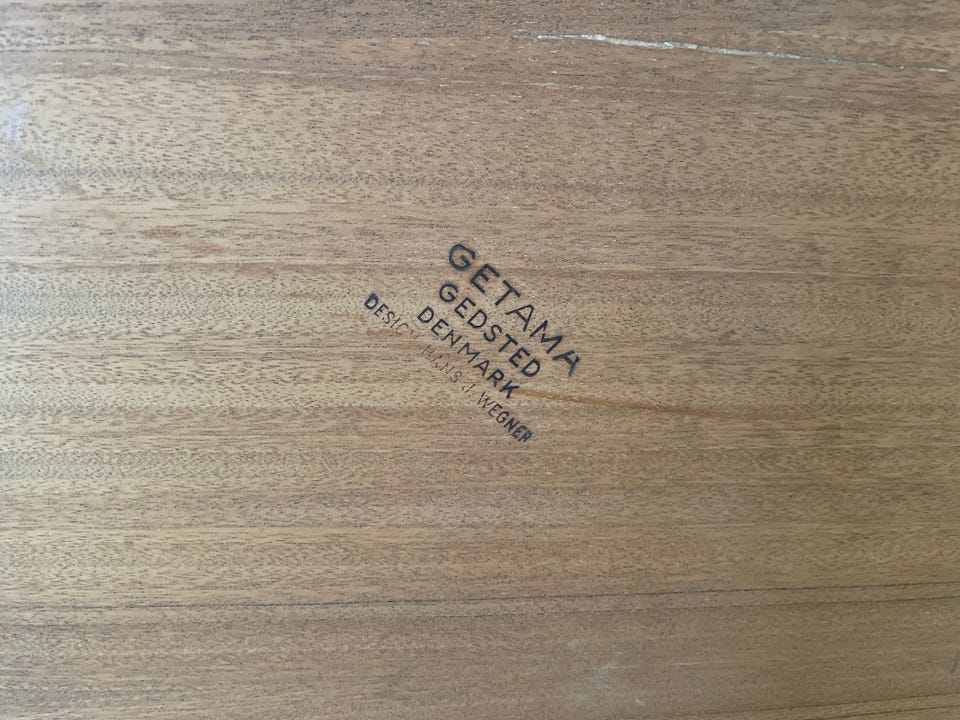 GETAMA
GEDSTED
DENMARK
DESIGN HANS J. WEGNER